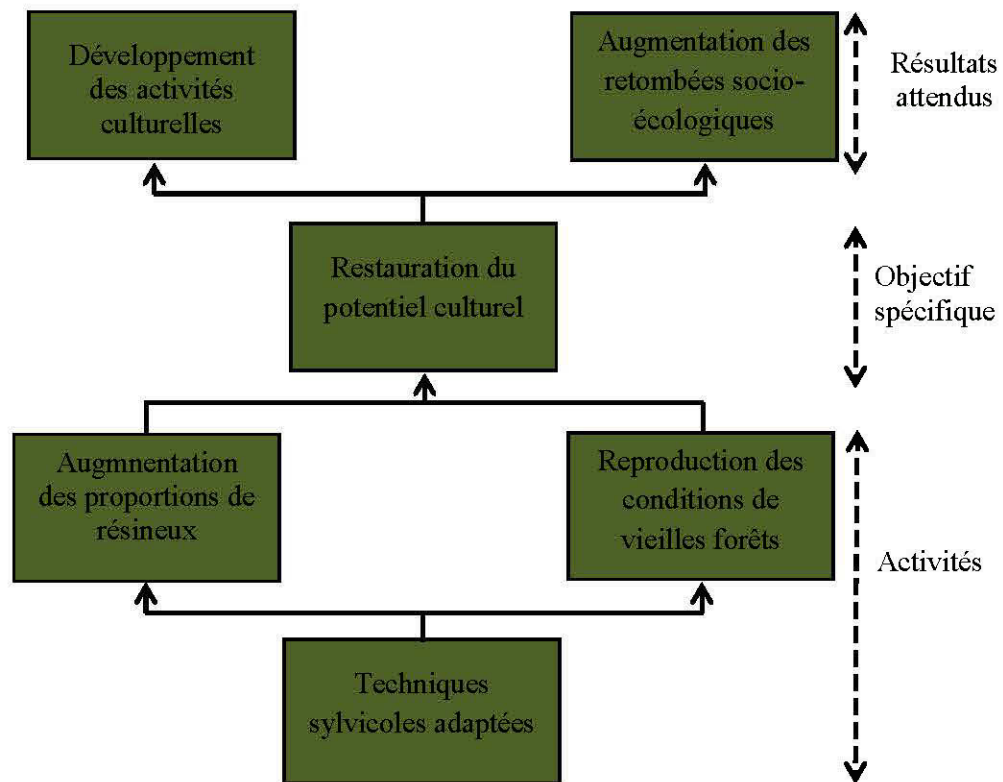 Développement
des activités
culturelles
Augmentation des
retombées socio-
écologiques
Résultats
attendus
Restauration du
potentiel culturel
Objectif
spécifique
Augmnentation
des proportions de
résineux
Reproduction des
conditions de
vieilles forêts
Activités
Techniques
sylvicoles adaptées